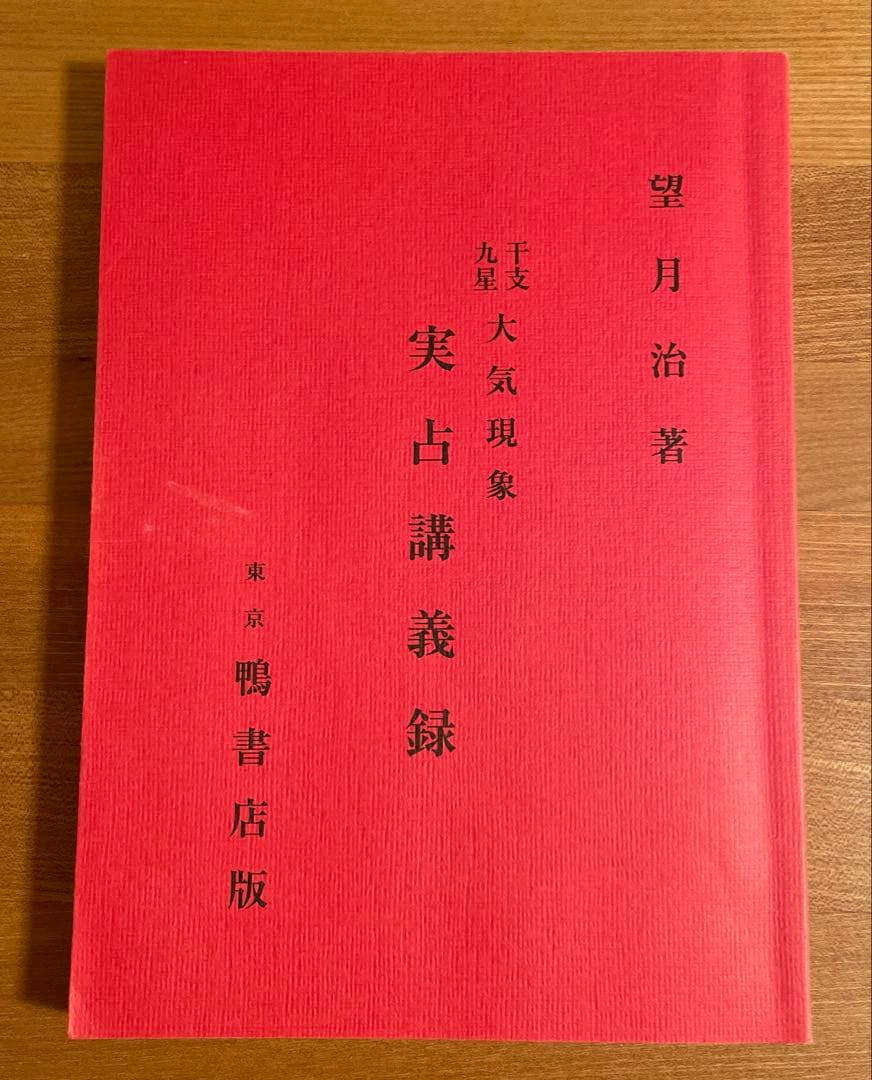 望月治著
干支
九星
大気現象
実占講義録
東京 鴨書店版